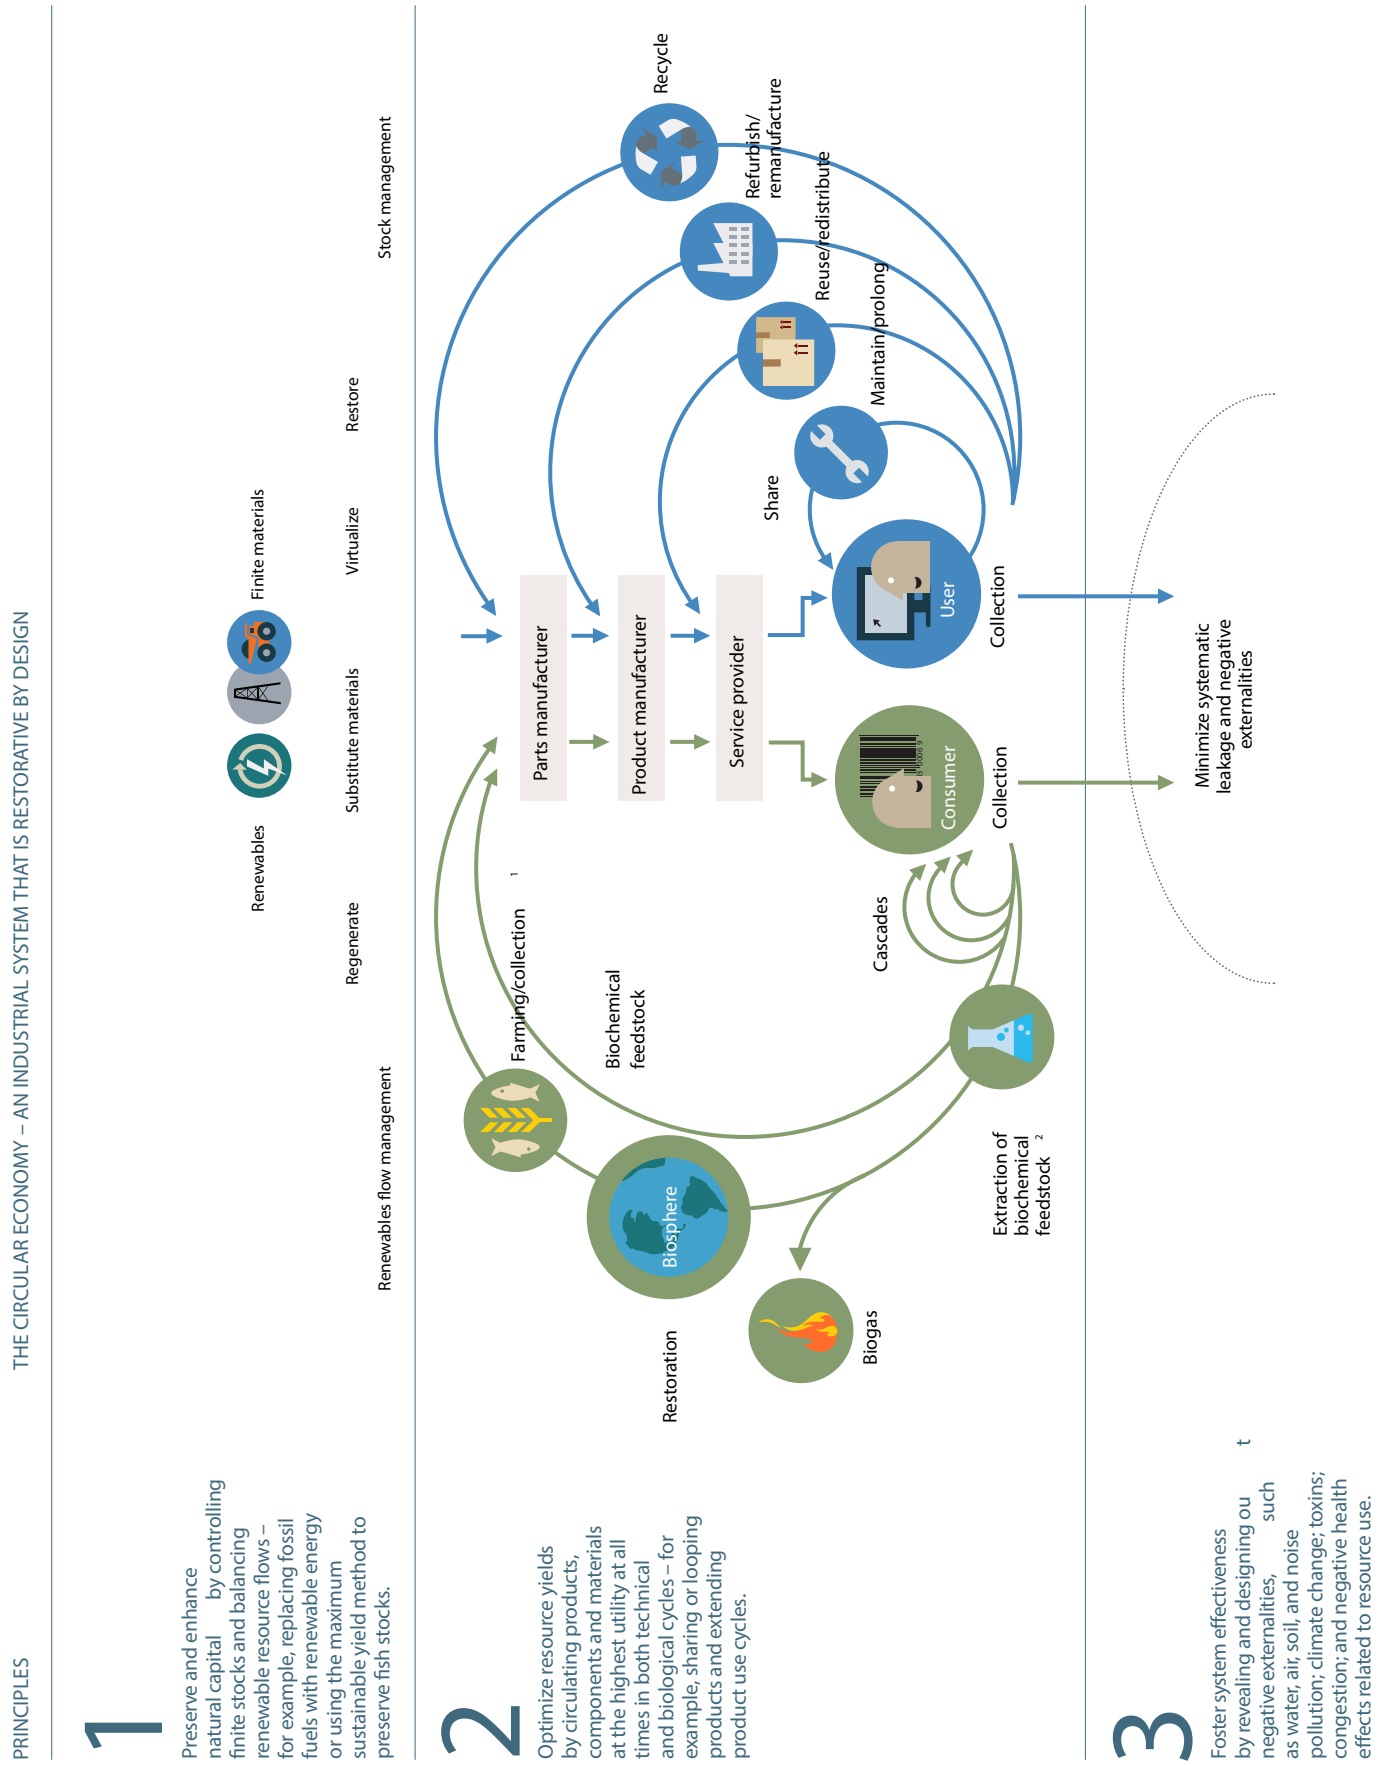 PRINCIPLES
THE CIRCULAR ECONOMY – AN INDUSTRIAL SYSTEM THAT IS RESTORATIVE BY DESIGN
1
Preserve and enhance
natural capital by controlling
finite stocks and balancing
renewable resource flows –
for example, replacing fossil
fuels with renewable energy
or using the maximum
sustainable yield method to
preserve fish stocks.
Renewables
Finite materials
Regenerate
Substitute materials
Virtualize
Restore
Renewables flow management
Stock management
2
Optimize resource yields
by circulating products,
components and materials
at the highest utility at all
times in both technical
and biological cycles – for
example, sharing or looping
products and extending
product use cycles.
Farming/collection 1
Biochemical
feedstock
Restoration
Biosphere
Biogas
Extraction of
biochemical
feedstock 2
Cascades
Parts manufacturer
Product manufacturer
Service provider
Consumer
Collection
User
Collection
Share
Maintain/prolong
Reuse/redistribute
Refurbish/
remanufacture
Recycle
3
Foster system effectiveness
by revealing and designing ou t
negative externalities, such
as water, air, soil, and noise
pollution; climate change; toxins;
congestion; and negative health
effects related to resource use.
Minimize systematic
leakage and negative
externalities